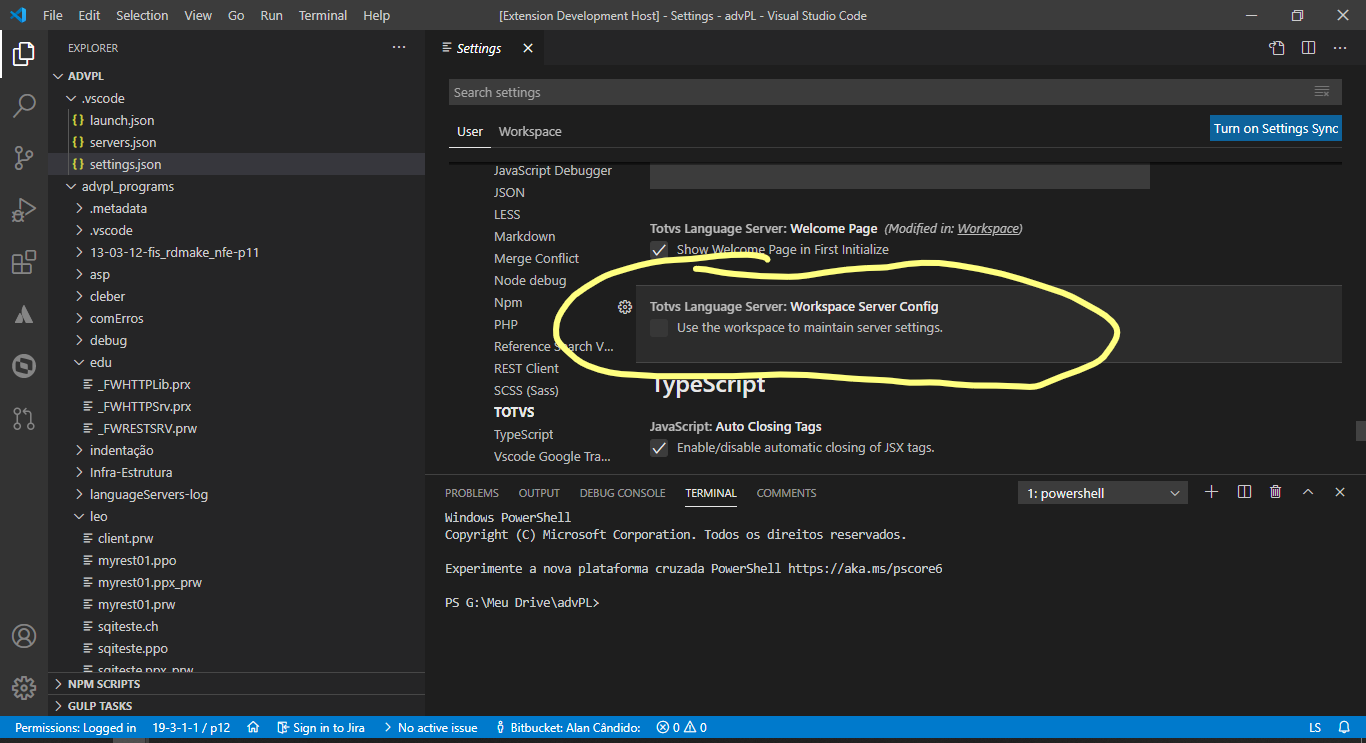 File Edit Selection View Go Run Terminal Help [Extension Development Host] - Settings - advPL - Visual Studio Code
EXPLORER
ADVPL
.vscode
launch.json
servers.json
settings.json
advpl_programs
.metadata
.vscode
13-03-12-fis_rdmake_nfe-p11
asp
cleber
comErros
debug
edu
_FWHTTPLib.prx
_FWHTTPSrv.prx
_FWRESTSRV.prw
indentação
Infra-Estrutura
languageServers-log
leo
client.prw
myrest01.ppo
myrest01.ppx_prw
myrest01.prw
sqiteste.ch
sqiteste.ppo
sqiteste.ppx_prw
NPM SCRIPTS
GULP TASKS
Settings
Search settings
User Workspace
Turn on Settings Sync
JavaScript Debugger
JSON
LESS
Markdown
Merge Conflict
Node debug
Npm
PHP
Reference Search V...
REST Client
SCSS (Sass)
TOTVS
TypeScript
Vscode Google Tra...
Totvs Language Server: Welcome Page (Modified in: Workspace)
Show Welcome Page in First Initialize
Totvs Language Server: Workspace Server Config
Use the workspace to maintain server settings.
TypeScript
JavaScript: Auto Closing Tags
Enable/disable automatic closing of JSX tags.
PROBLEMS OUTPUT DEBUG CONSOLE TERMINAL COMMENTS
1: powershell
Windows PowerShell
Copyright (C) Microsoft Corporation. Todos os direitos reservados.
Experimente a nova plataforma cruzada PowerShell https://aka.ms/pscore6
PS G:\Meu Drive\advPL>
Permissions: Logged in 19-3-1-1 / p12 Sign in to Jira No active issue Bitbucket: Alan Cândido: 0 0 LS